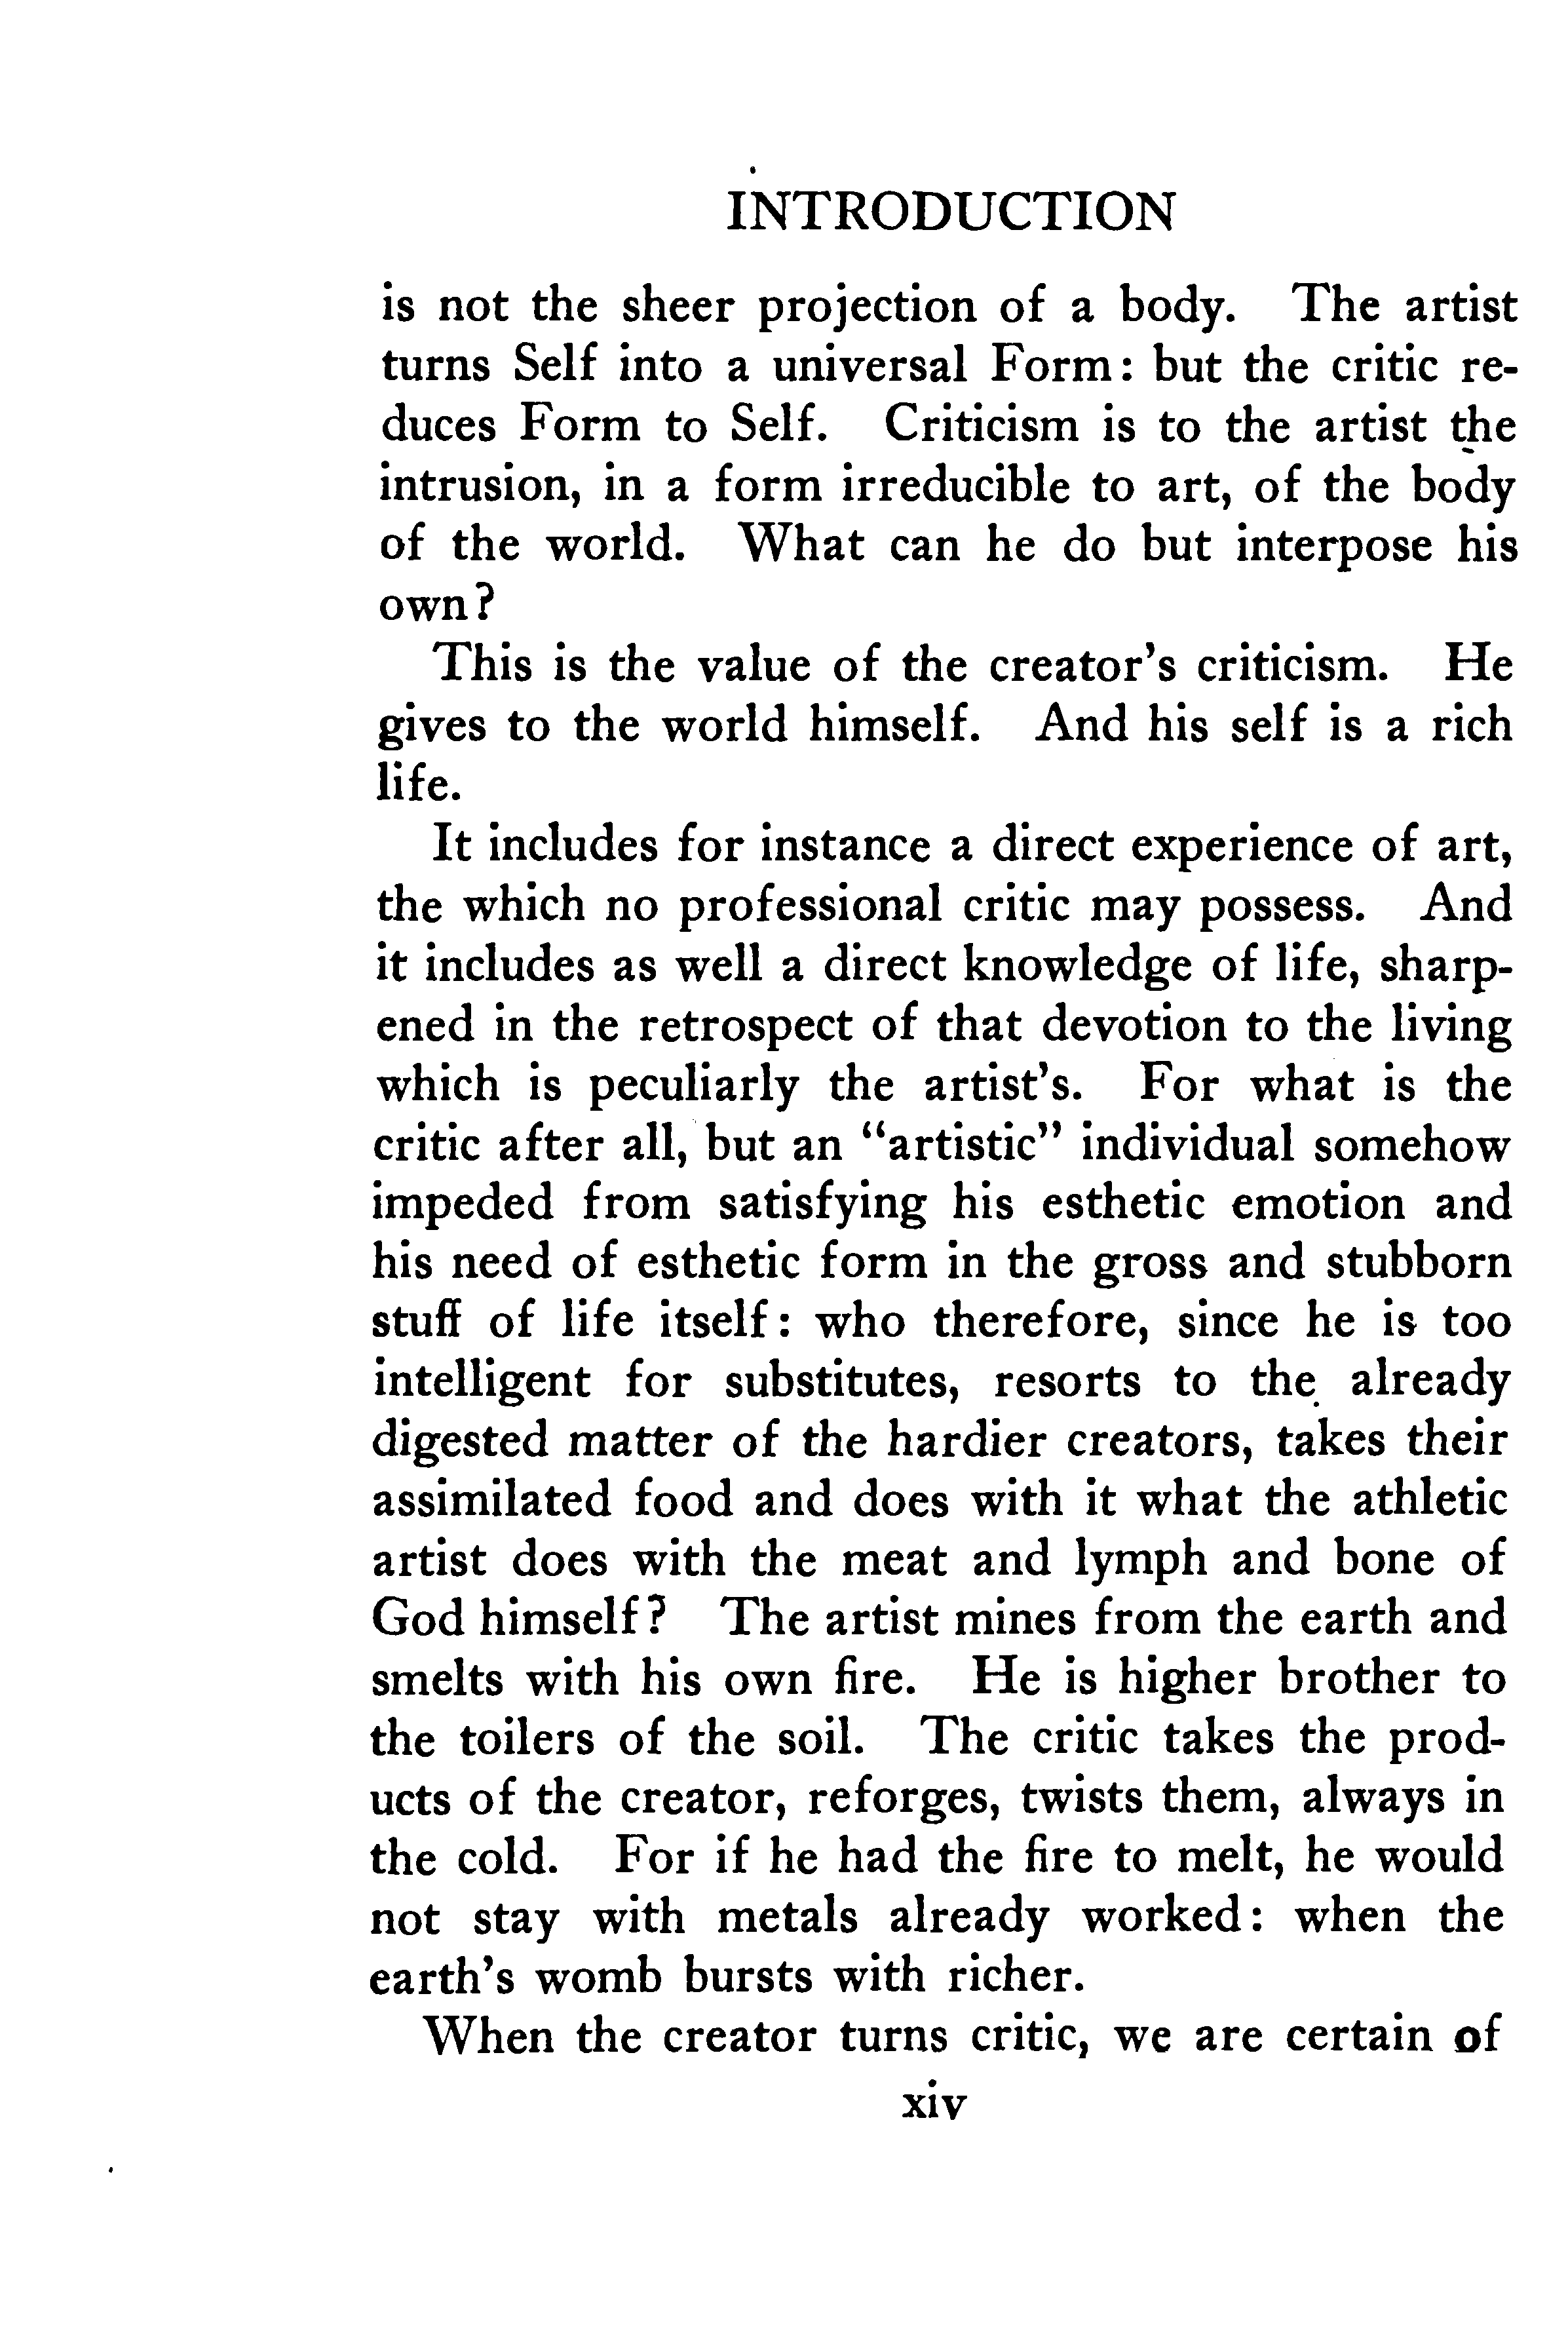 INTRODUCTION
is not the sheer projection of a body. The artist
turns Self into a universal Form: but the critic re-
duces Form to Self. Criticism is to the artist the
intrusion, in a form irreducible to art, of the body
of the world. What can he do but interpose his
own?
This is the value of the creator's criticism. He
gives to the world himself. And his self is a rich
life.
It includes for instance a direct experience of art,
the which no professional critic may possess. And
it includes as well a direct knowledge of life, sharp-
ened in the retrospect of that devotion to the living
which is peculiarly the artist's. For what is the
critic after all, but an "artistic" individual somehow
impeded from satisfying his esthetic emotion and
his need of esthetic form in the gross and stubborn
stuff of life itself: who therefore, since he is too
intelligent for substitutes, resorts to the already
digested matter of the hardier creators, takes their
assimilated food and does with it what the athletic
artist does with the meat and lymph and bone of
God himself? The artist mines from the earth and
smelts with his own fire. He is higher brother to
the toilers of the soil. The critic takes the prod-
ucts of the creator, reforges, twists them, always in
the cold. For if he had the fire to melt, he would
not stay with metals already worked: when the
earth's womb bursts with richer.
When the creator turns critic, we are certain of
xiv